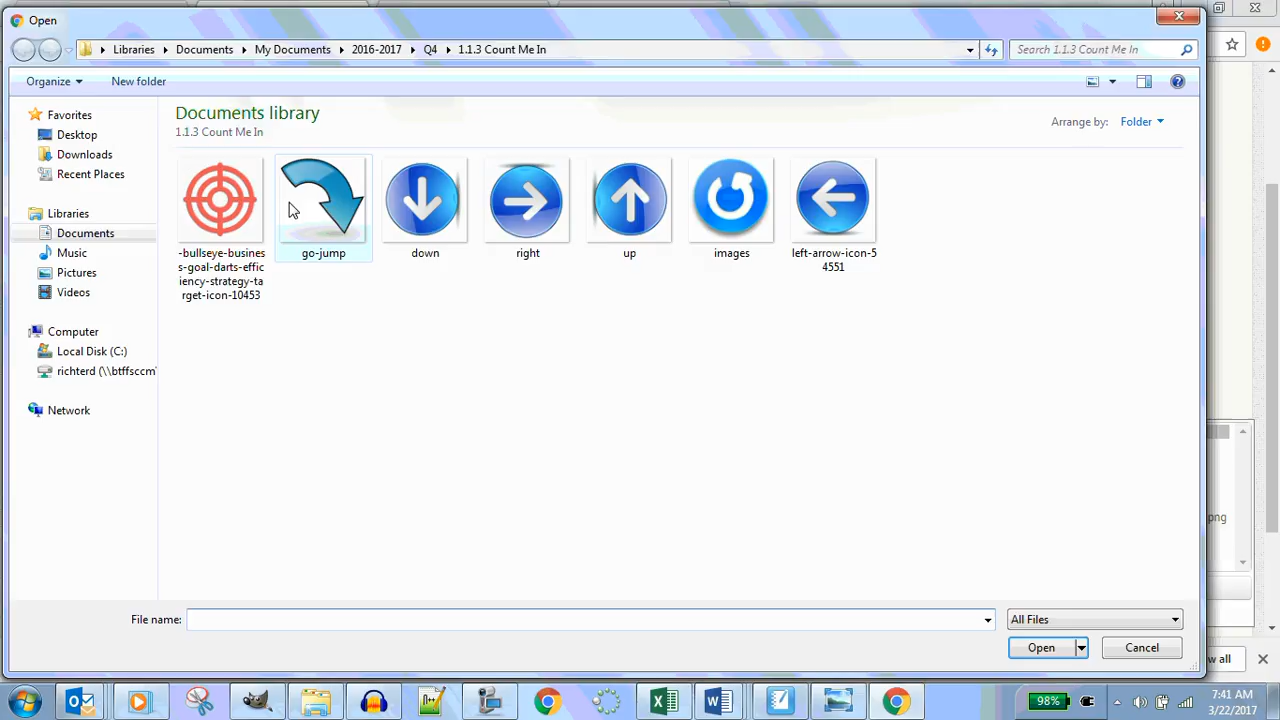 Open
Libraries Documents My Documents 2016-2017 Q4 1.1.3 Count Me In
Search 1.1.3 Count Me In
Organize New folder
Favorites
Desktop
Downloads
Recent Places
Libraries
Documents
Music
Pictures
Videos
Computer
Local Disk (C:)
richterd (\\btffsccm
Network
Documents library
1.1.3 Count Me In
Arrange by: Folder
-bullseye-busines
s-goal-darts-effic
iency-strategy-ta
rget-icon-10453
go-jump
down
right
up
images
left-arrow-icon-5
4551
File name:
All Files
Open
Cancel
png
w all
98%
7:41 AM
3/22/2017